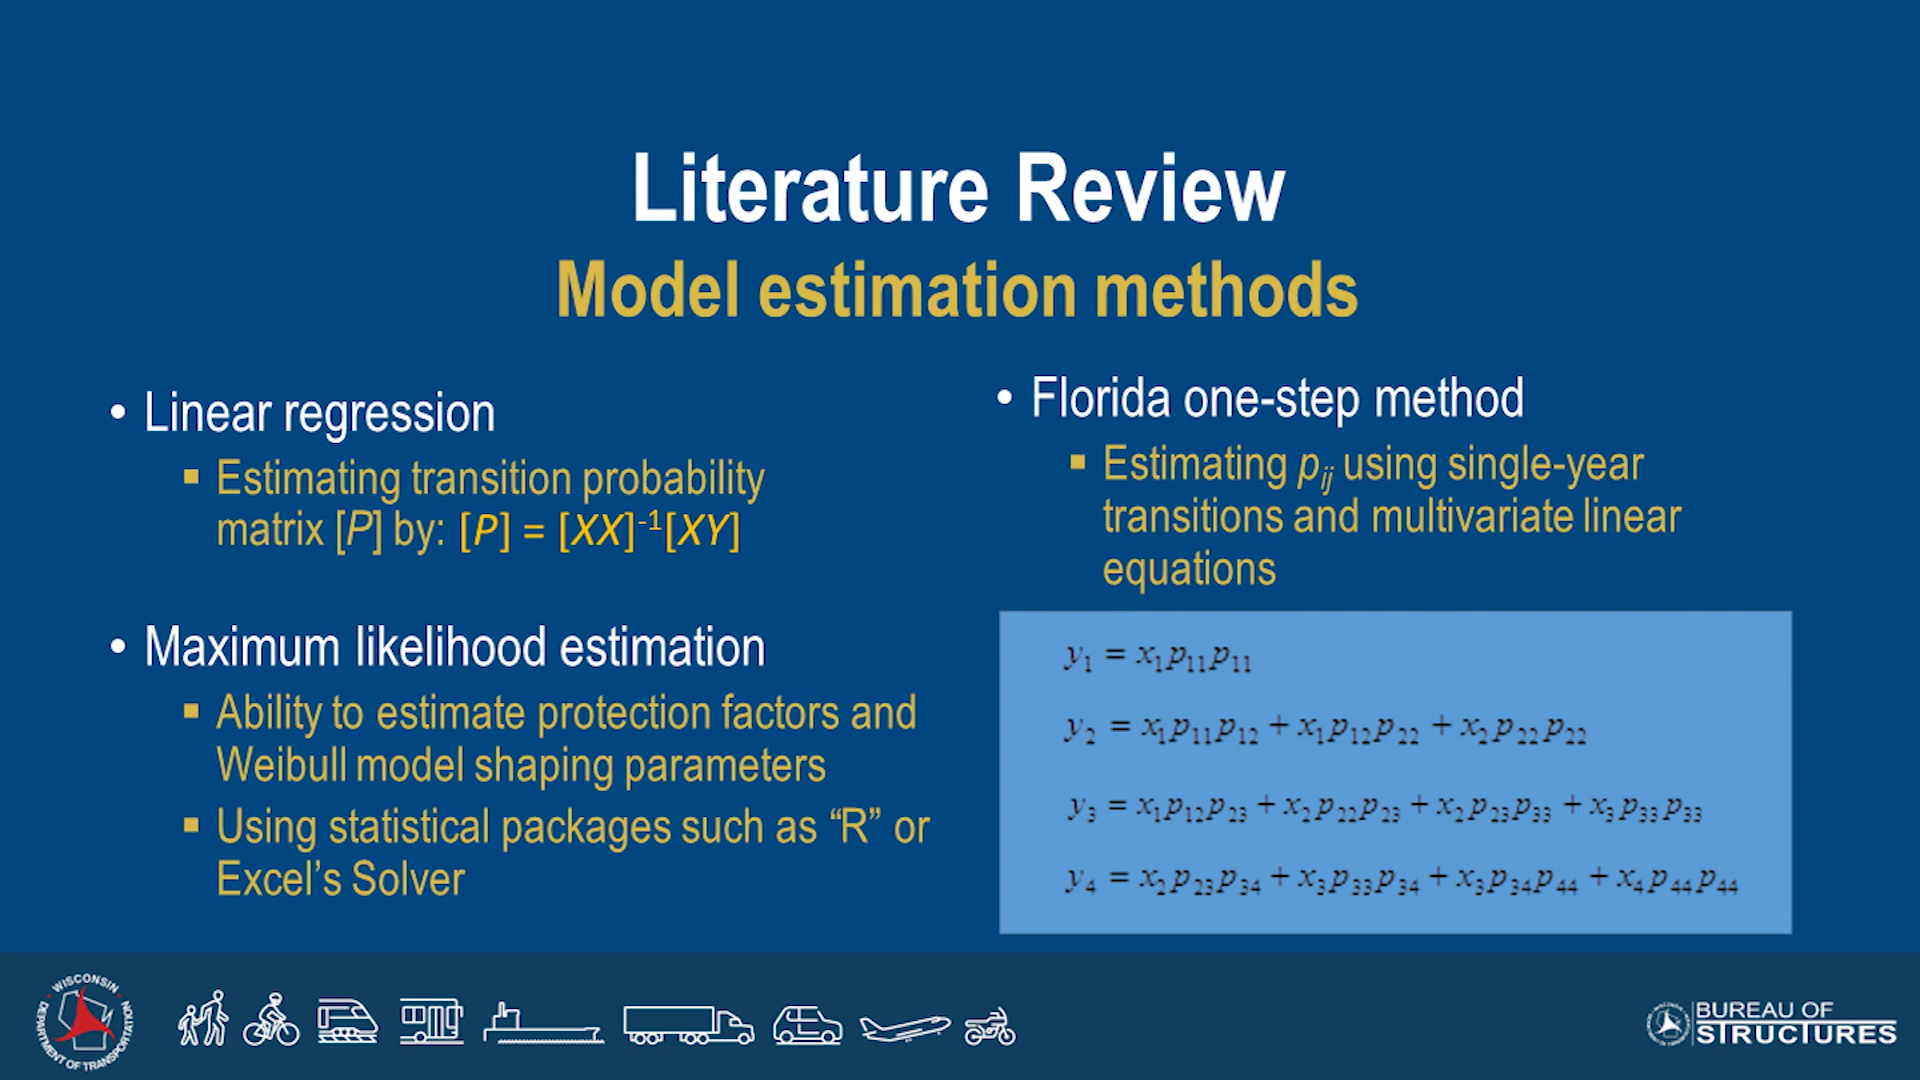 Literature Review
Model estimation methods
• Linear regression
▪ Estimating transition probability
matrix [P] by: [P] = [XX]⁻¹[XY]
• Maximum likelihood estimation
▪ Ability to estimate protection factors and
Weibull model shaping parameters
▪ Using statistical packages such as “R” or
Excel’s Solver
• Florida one-step method
▪ Estimating pᵢⱼ using single-year
transitions and multivariate linear
equations
y₁ = x₁p₁₁p₁₁
y₂ = x₁p₁₁p₁₂ + x₁p₁₂p₂₂ + x₂p₂₂p₂₂
y₃ = x₁p₁₂p₂₃ + x₂p₂₂p₂₃ + x₂p₂₃p₃₃ + x₃p₃₃p₃₃
y₄ = x₂p₂₃p₃₄ + x₃p₃₃p₃₄ + x₃p₃₄p₄₄ + x₄p₄₄p₄₄
WISCONSIN
DEPARTMENT OF TRANSPORTATION
BUREAU OF
STRUCTURES